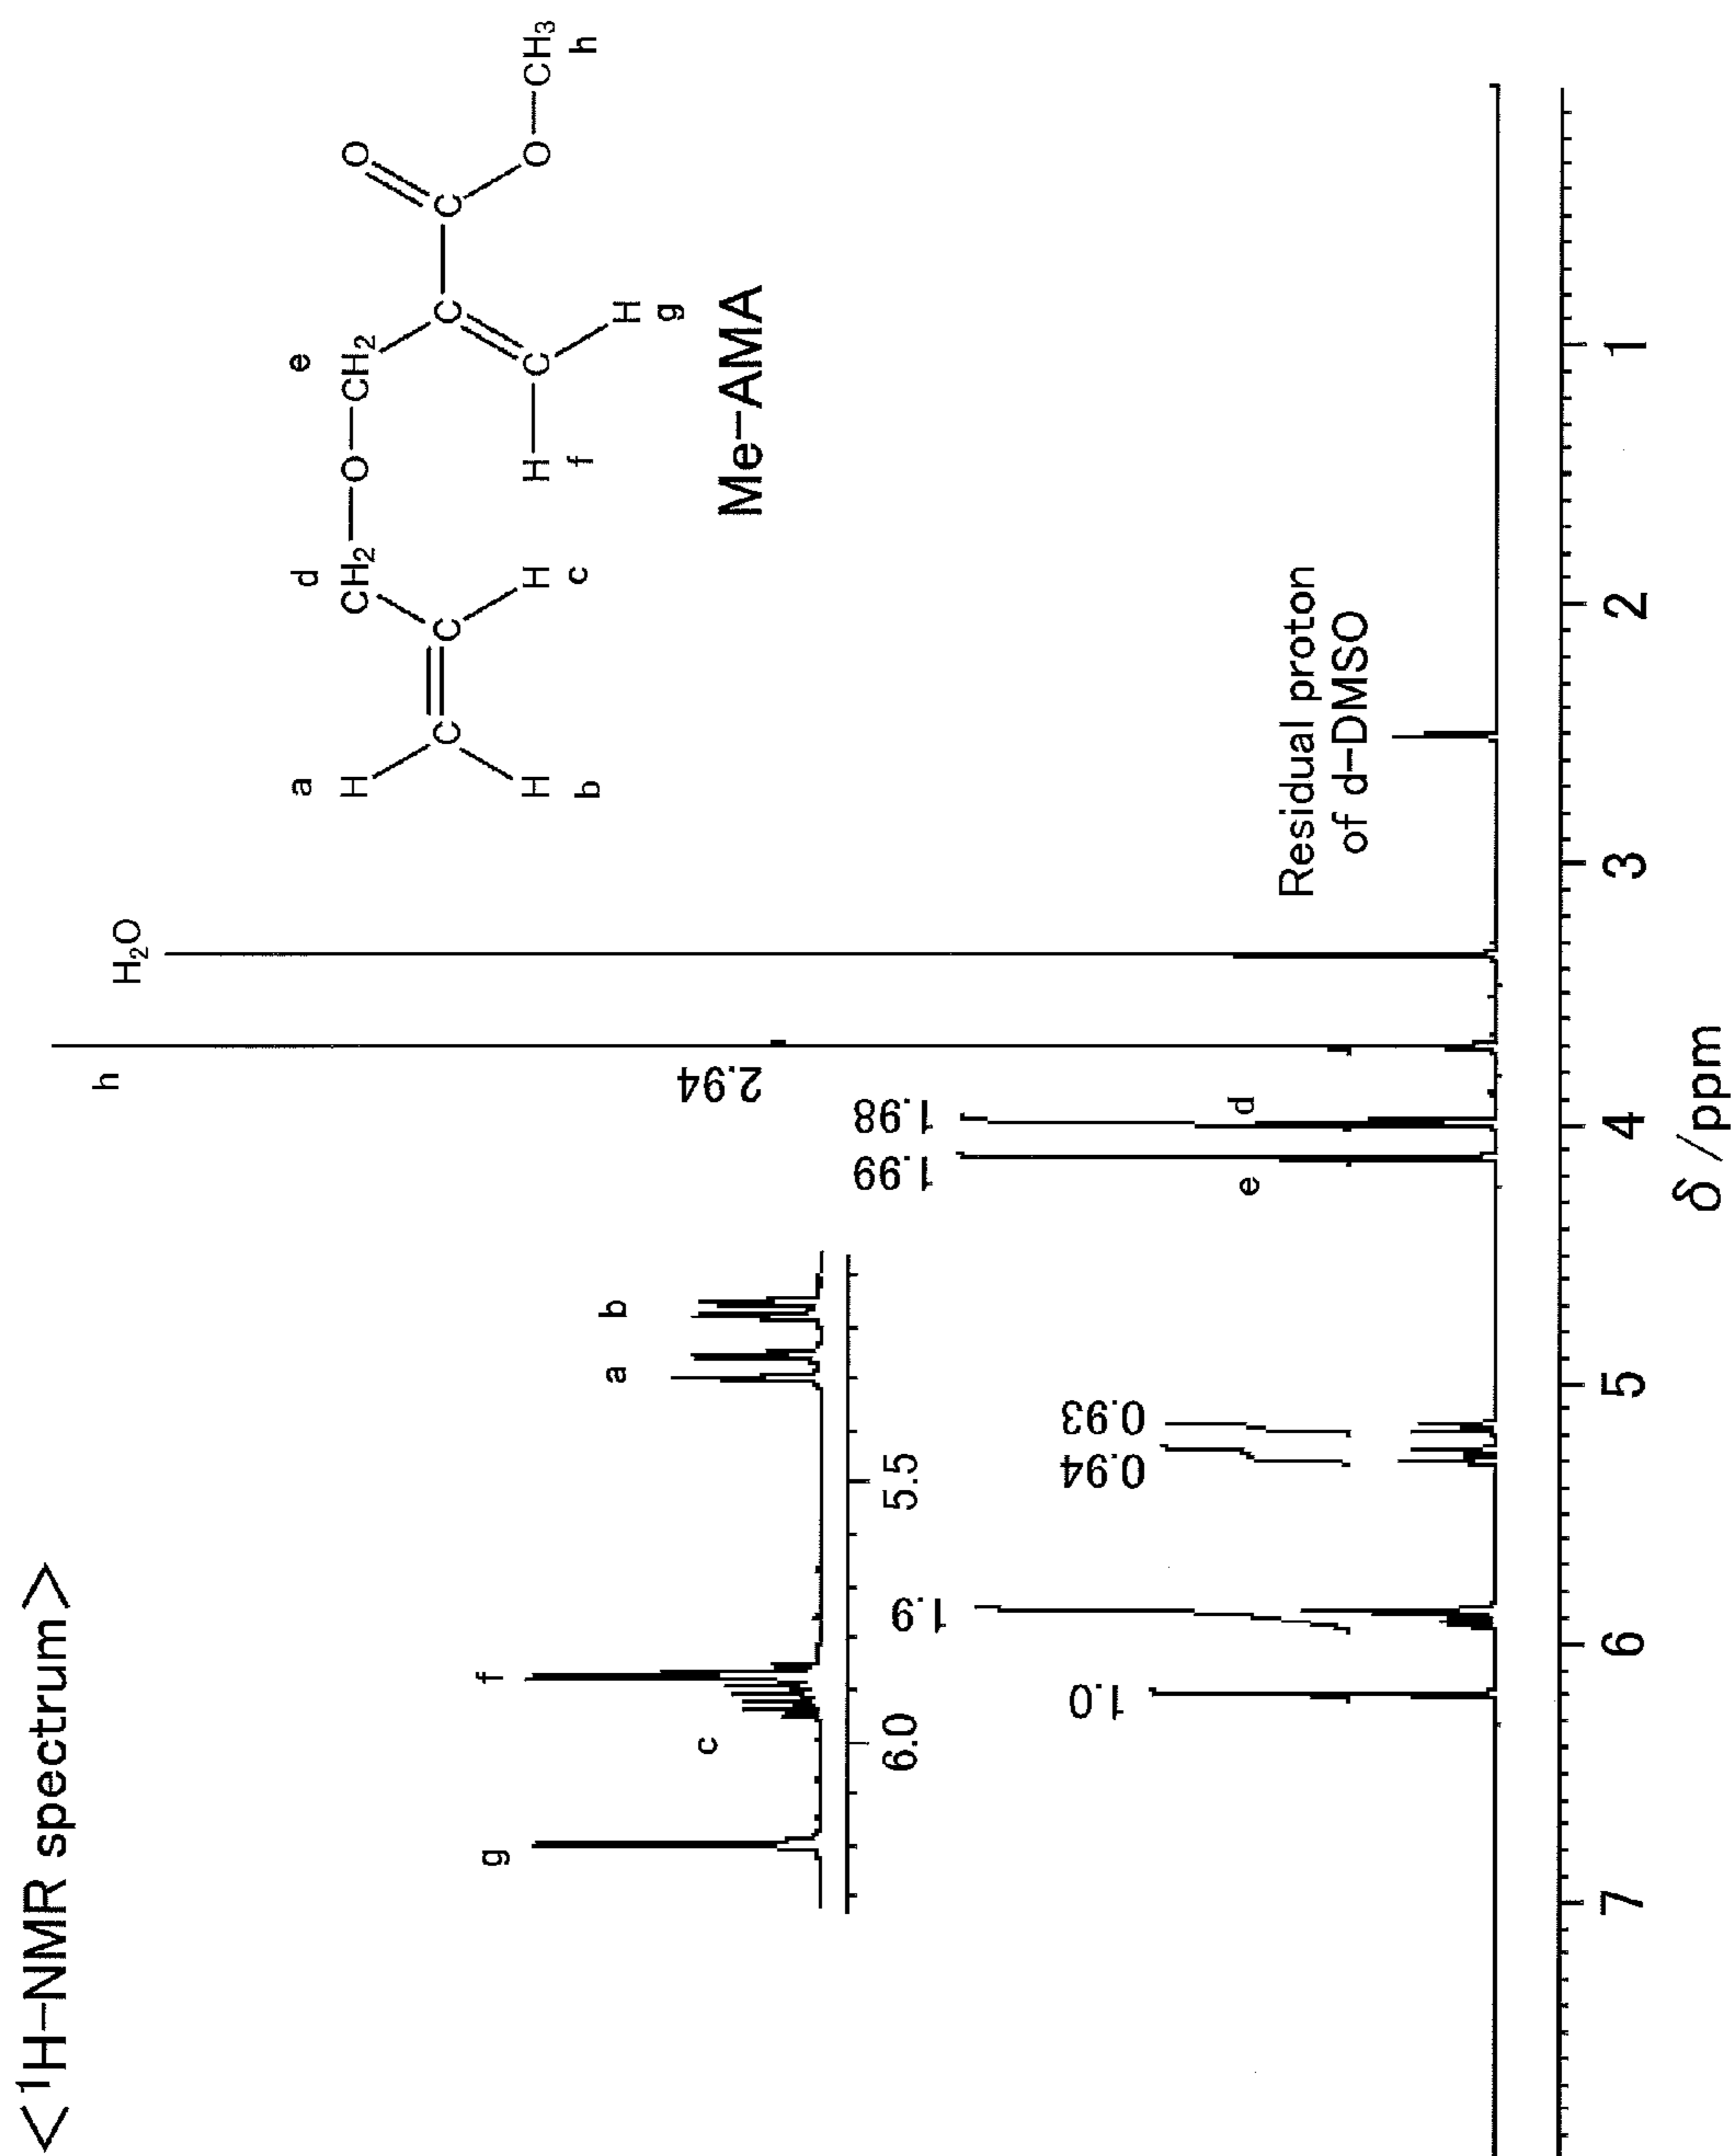 <¹H-NMR spectrum>
H₂O
h
a
H
b
H
C
C
c
H
d
CH₂
O
e
CH₂
C
C
f
H
g
H
C
O
O
CH₃
h
Me-AMA
g
f
c
a
b
6.0
5.5
1.0
1.9
0.94
0.93
1.99
1.98
2.94
e
d
Residual proton
of d-DMSO
7
6
5
4
3
2
1
δ /ppm